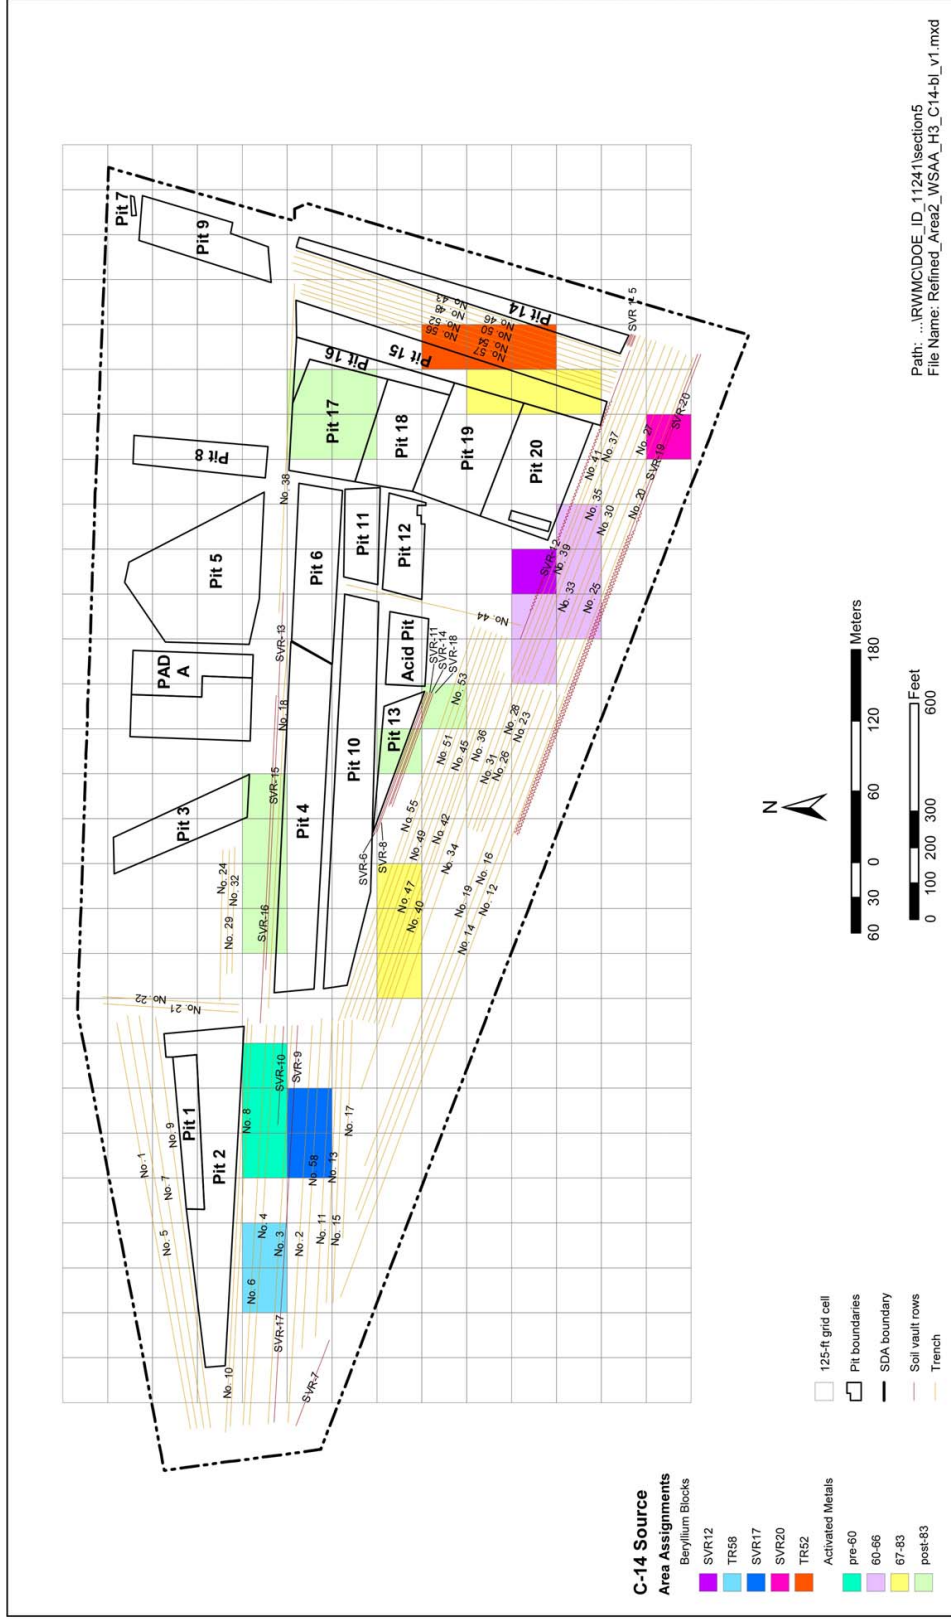 Pit 7
Pit 9
Pit 8
Pit 5
PAD
A
Pit 3
Pit 1
Pit 2
Pit 4
Pit 6
Pit 10
Pit 11
Pit 12
Acid Pit
Pit 13
Pit 14
Pit 15
Pit 16
Pit 17
Pit 18
Pit 19
Pit 20
No. 1
No. 5
No. 7
No. 9
No. 10
No. 8
No. 4
No. 6
No. 3
No. 2
No. 58
No. 11
No. 13
No. 15
No. 17
SVR-17
SVR-7
SVR-10
SVR-9
No. 22
No. 21
No. 24
No. 29
No. 32
SVR-16
SVR-15
No. 18
SVR-13
No. 38
SVR-6
SVR-8
SVR-11
SVR-14
SVR-18
No. 53
No. 44
No. 47
No. 40
No. 55
No. 49
No. 42
No. 34
No. 51
No. 45
No. 36
No. 31
No. 26
No. 28
No. 23
No. 19
No. 16
No. 14
No. 12
SVR-12
No. 39
No. 33
No. 25
No. 35
No. 30
No. 20
No. 41
No. 37
No. 27
SVR-19
SVR-20
No. 43
No. 48
No. 52
No. 56
No. 46
No. 50
No. 54
No. 57
N
60 30 0 60 120 180 Meters
0 100 200 300 600 Feet
C-14 Source
Area Assignments
Beryllium Blocks
SVR12
TR58
SVR17
SVR20
TR52
Activated Metals
pre-60
60-66
67-83
post-83
125-ft grid cell
Pit boundaries
SDA boundary
Soil vault rows
Trench
Path: ...\RWMC\DOE_ID_11241\section5
File Name: Refined_Area2_WSAA_H3_C14-bl_v1.mxd